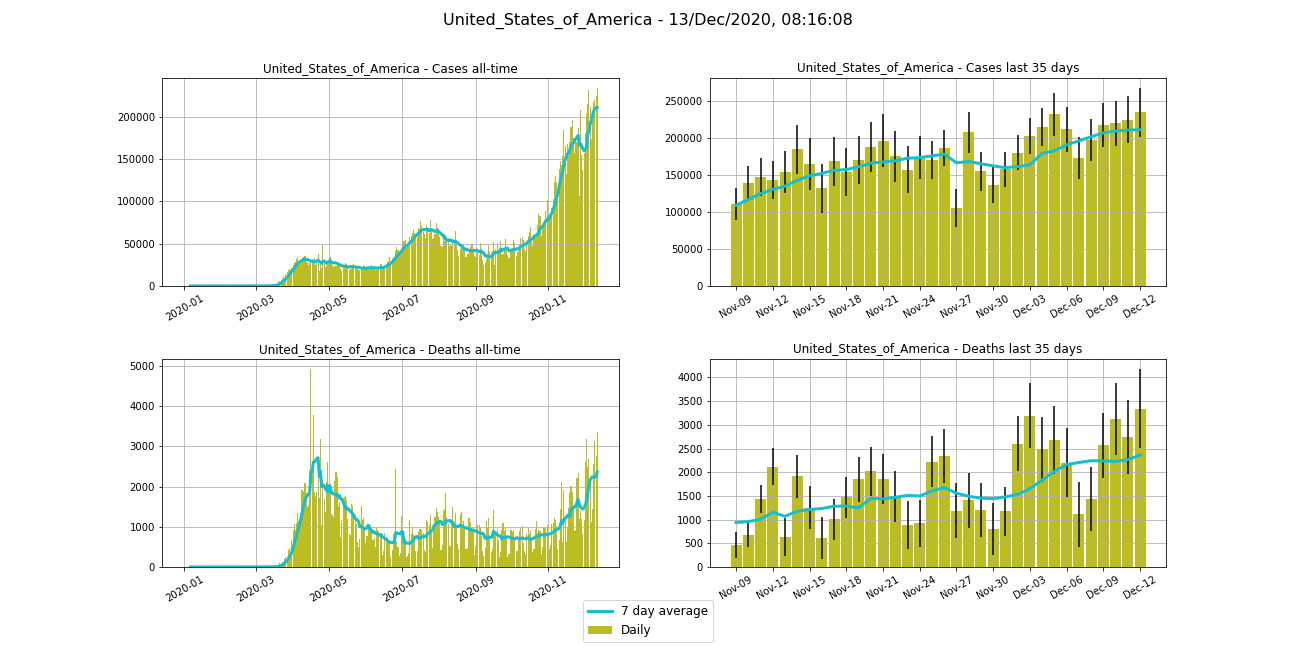 United_States_of_America - 13/Dec/2020, 08:16:08
United_States_of_America - Cases all-time
200000
150000
100000
50000
0
2020-01
2020-03
2020-05
2020-07
2020-09
2020-11
United_States_of_America - Cases last 35 days
250000
200000
150000
100000
50000
0
Nov-09
Nov-12
Nov-15
Nov-18
Nov-21
Nov-24
Nov-27
Nov-30
Dec-03
Dec-06
Dec-09
Dec-12
United_States_of_America - Deaths all-time
5000
4000
3000
2000
1000
0
2020-01
2020-03
2020-05
2020-07
2020-09
2020-11
United_States_of_America - Deaths last 35 days
4000
3500
3000
2500
2000
1500
1000
500
0
Nov-09
Nov-12
Nov-15
Nov-18
Nov-21
Nov-24
Nov-27
Nov-30
Dec-03
Dec-06
Dec-09
Dec-12
7 day average
Daily